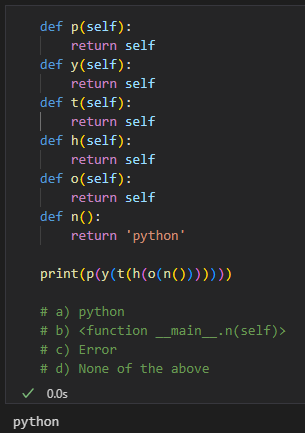 def p(self):
    return self
def y(self):
    return self
def t(self):
    return self
def h(self):
    return self
def o(self):
    return self
def n():
    return 'python'
print(p(y(t(h(o(n()))))))
# a) python
# b) <function __main__.n(self)>
# c) Error
# d) None of the above
0.0s
python